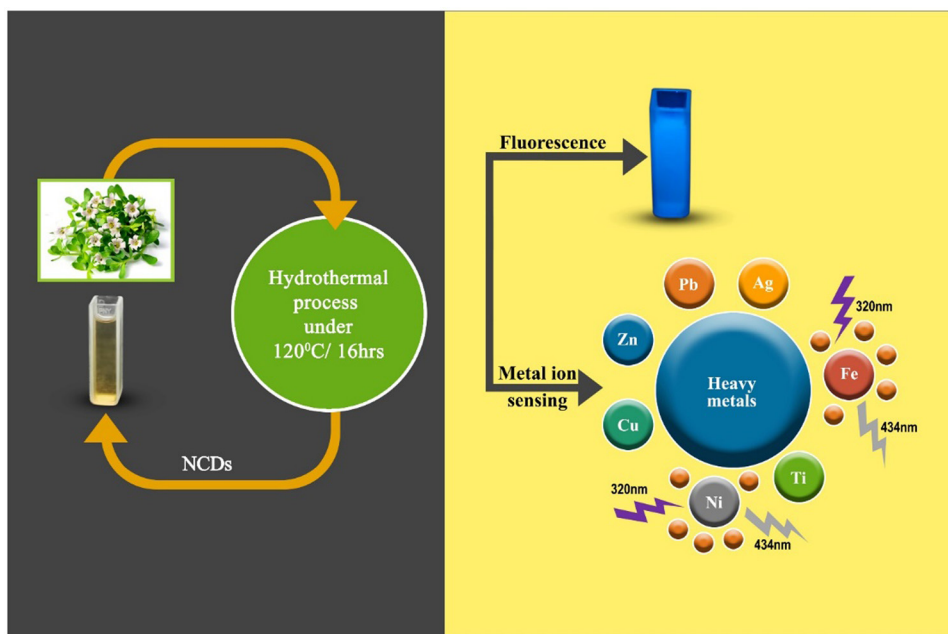 Hydrothermal
process
under
120⁰C/ 16hrs
NCDs
Fluorescence
Metal ion
sensing
Pb
Ag
Zn
Cu
Heavy
metals
320nm
Fe
434nm
Ti
320nm
Ni
434nm